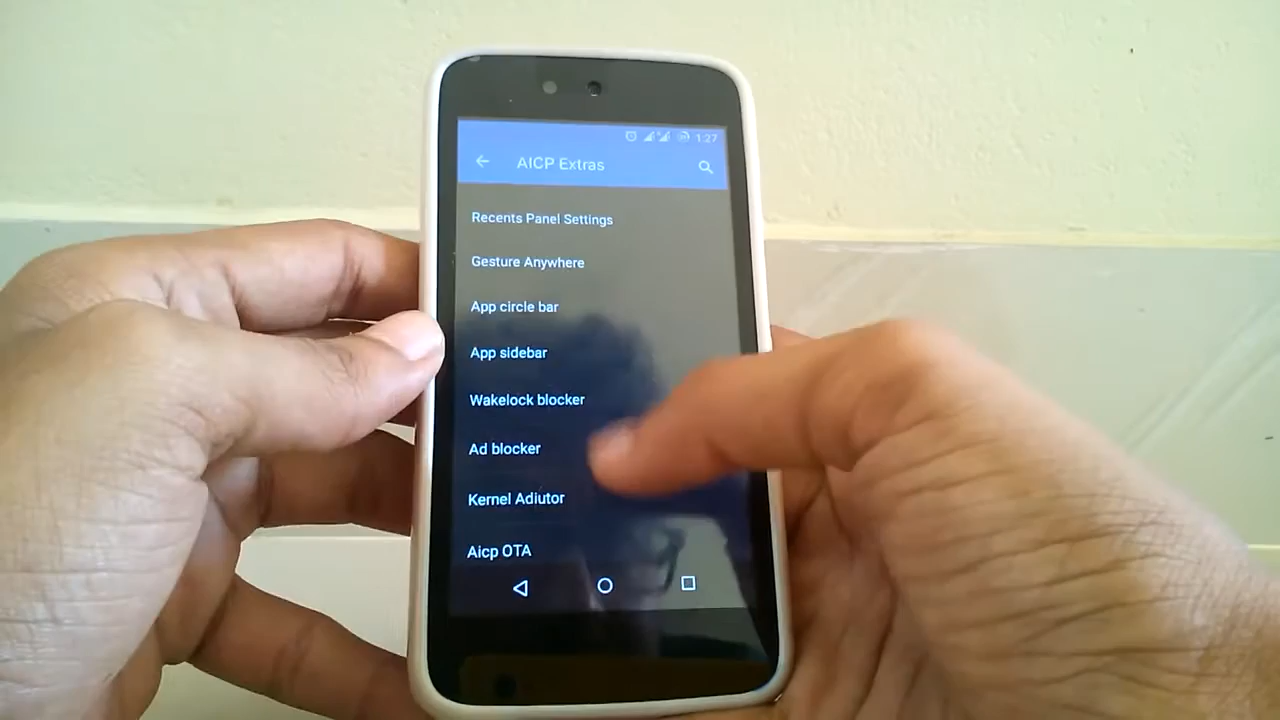 1:27
AICP Extras
Recents Panel Settings
Gesture Anywhere
App circle bar
App sidebar
Wakelock blocker
Ad blocker
Kernel Adiutor
Aicp OTA